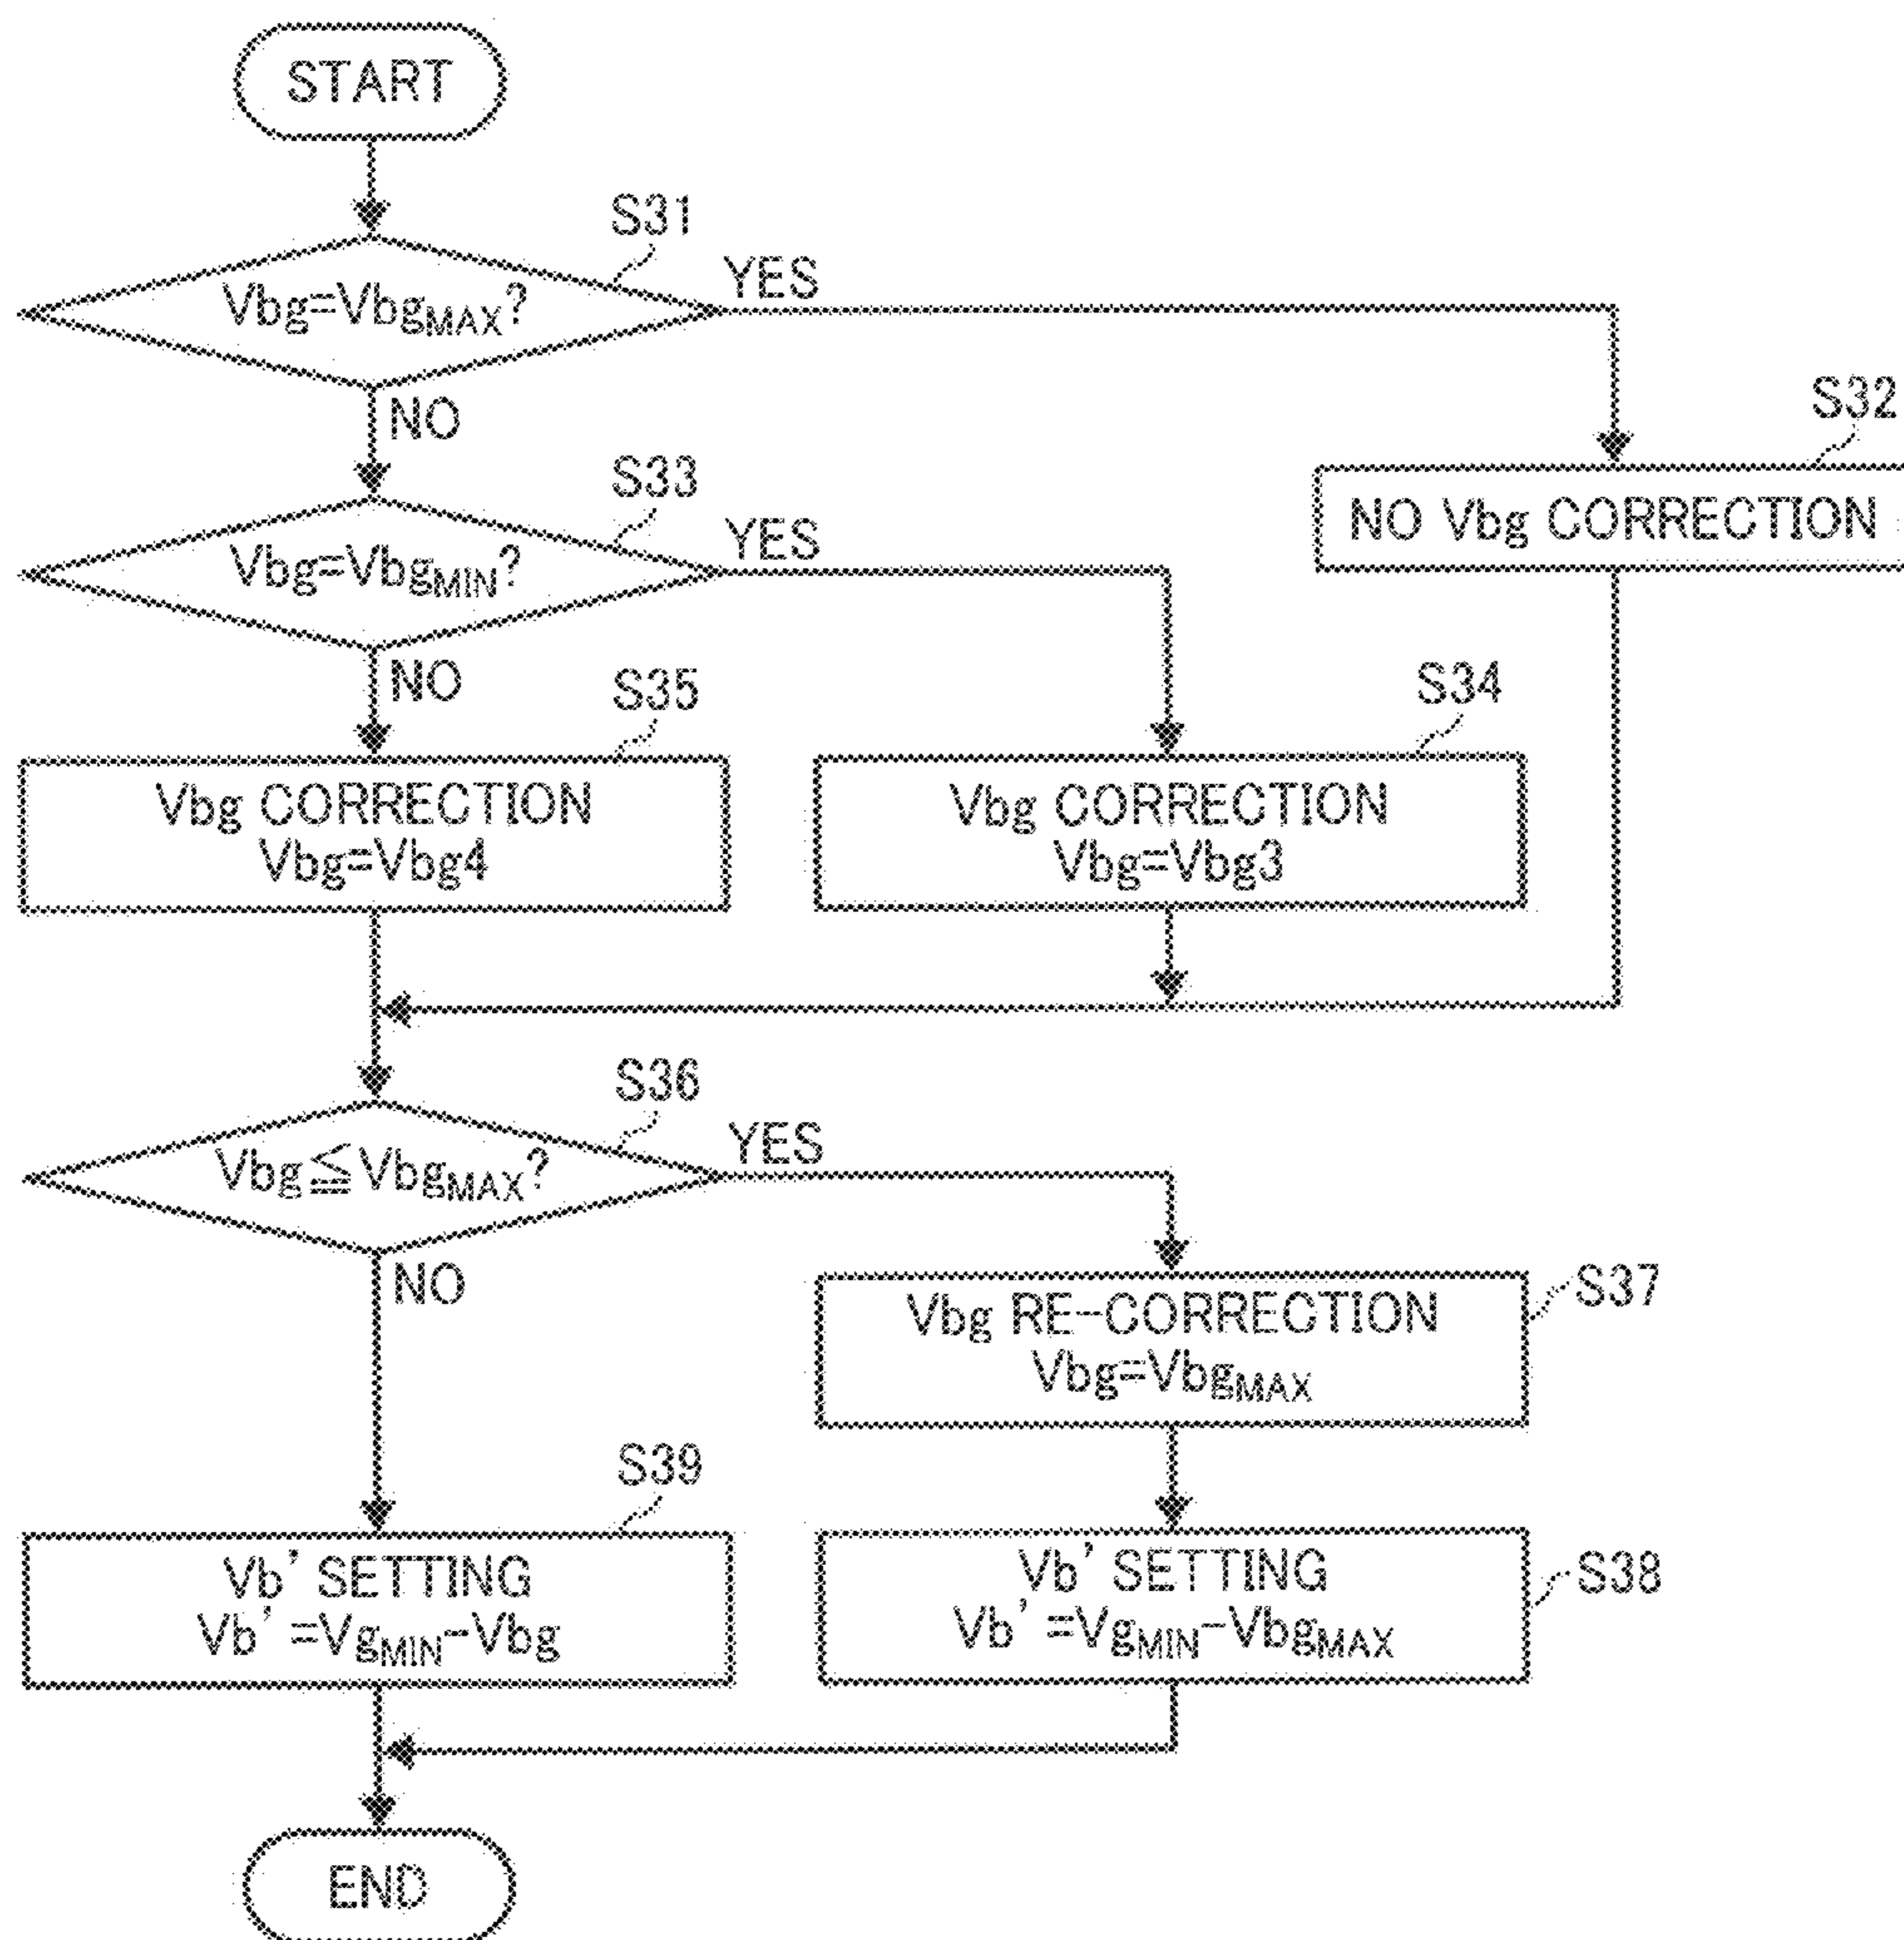 START
S31
Vbg=VbgMAX?
YES
NO
S32
NO Vbg CORRECTION
S33
Vbg=VbgMIN?
YES
NO
S35
Vbg CORRECTION
Vbg=Vbg4
S34
Vbg CORRECTION
Vbg=Vbg3
S36
Vbg≦VbgMAX?
YES
NO
S37
Vbg RE-CORRECTION
Vbg=VbgMAX
S39
Vb' SETTING
Vb'=VgMIN-Vbg
S38
Vb' SETTING
Vb'=VgMIN-VbgMAX
END